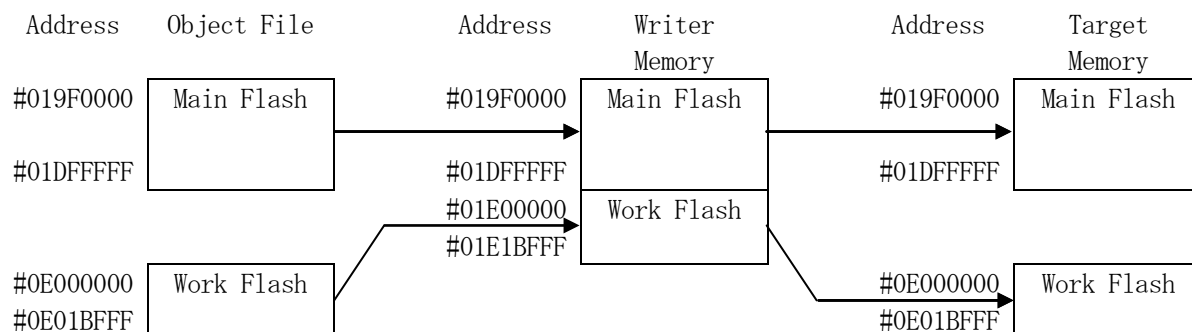 Address Object File Address Writer Memory Address Target Memory
#019F0000 Main Flash #019F0000 Main Flash #019F0000 Main Flash
#01DFFFFF #01DFFFFF #01DFFFFF
#01E00000 Work Flash
#01E1BFFF
#0E000000 Work Flash #0E000000 Work Flash
#0E01BFFF #0E01BFFF